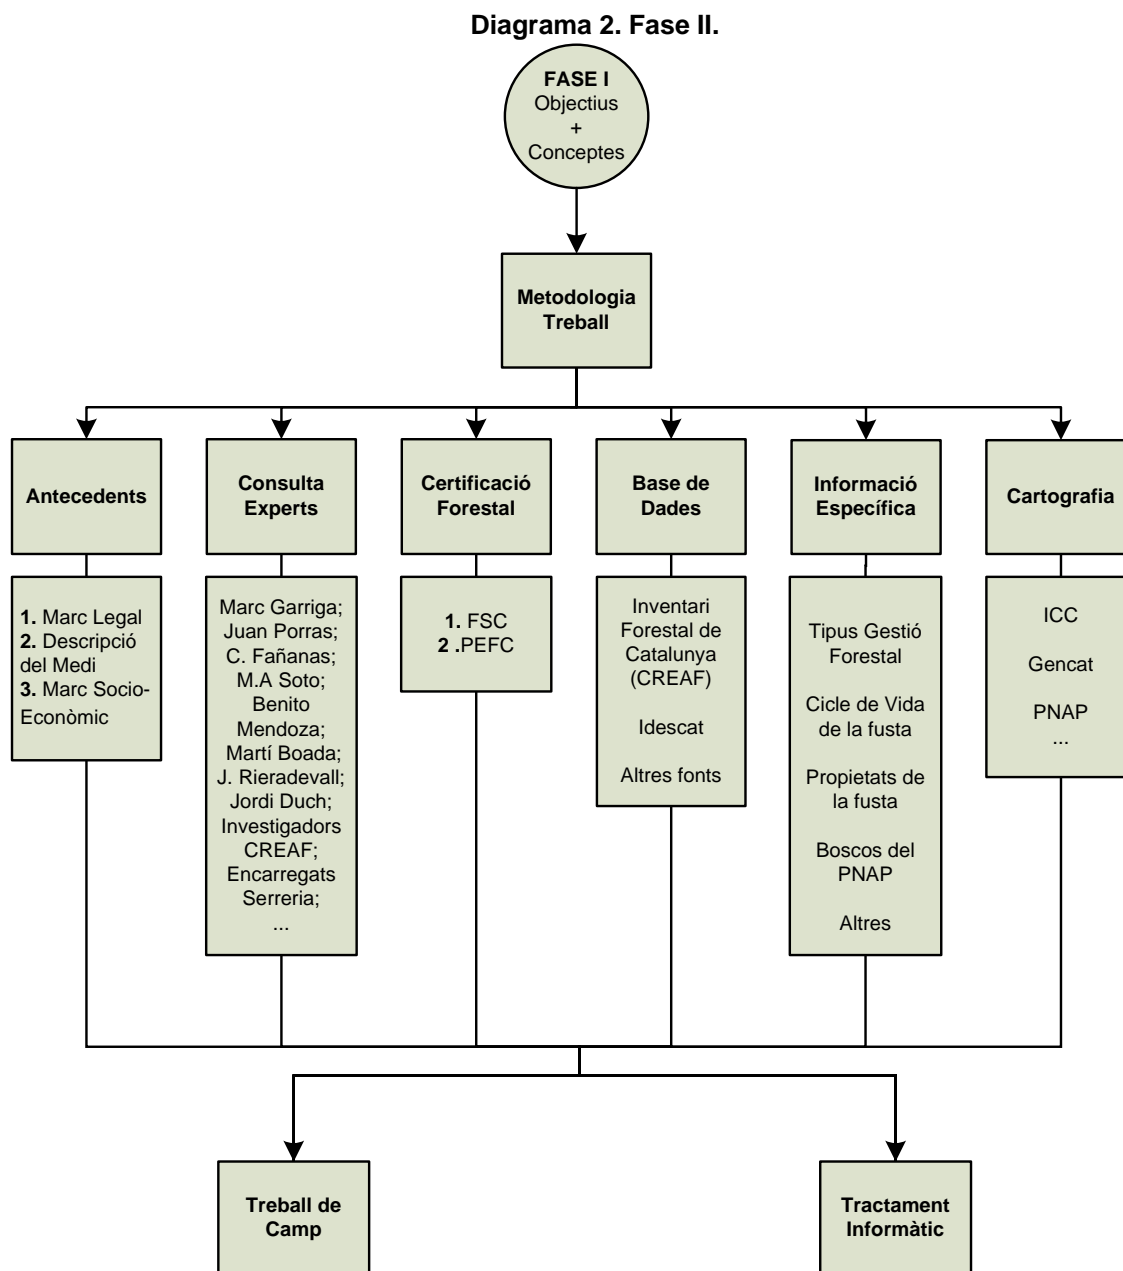 Diagrama 2. Fase II.
FASE I
Objectius
+
Conceptes
Metodologia
Treball
Antecedents
Consulta
Experts
Certificació
Forestal
Base de
Dades
Informació
Específica
Cartografia
1. Marc Legal
2. Descripció
del Medi
3. Marc Socio-
Econòmic
Marc Garriga;
Juan Porras;
C. Fañanas;
M.A Soto;
Benito
Mendoza;
Martí Boada;
J. Rieradevall;
Jordi Duch;
Investigadors
CREAF;
Encarregats
Serreria;
...
1. FSC
2 .PEFC
Inventari
Forestal de
Catalunya
(CREAF)
Idescat
Altres fonts
Tipus Gestió
Forestal
Cicle de Vida
de la fusta
Propietats de
la fusta
Boscos del
PNAP
Altres
ICC
Gencat
PNAP
...
Treball de
Camp
Tractament
Informàtic